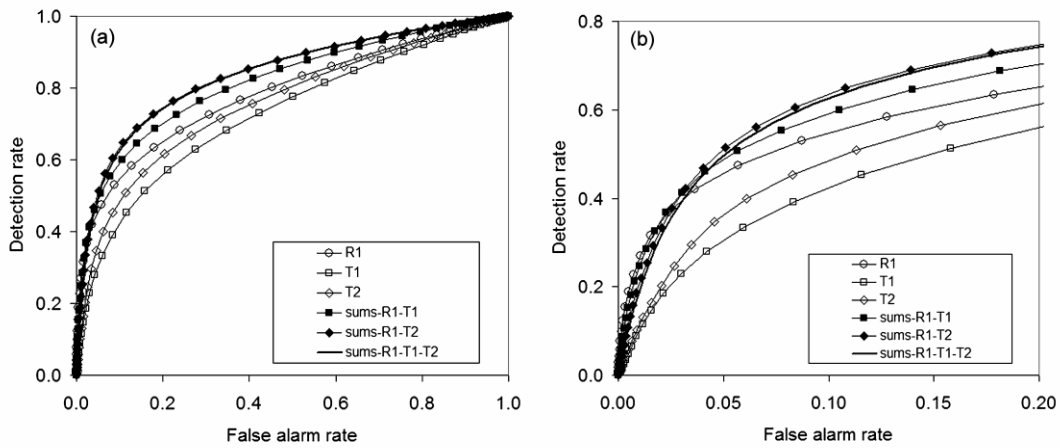 (a)
Detection rate
1.0
0.8
0.6
0.4
0.2
0.0
0.0 0.2 0.4 0.6 0.8 1.0
False alarm rate
R1
T1
T2
sums-R1-T1
sums-R1-T2
sums-R1-T1-T2
(b)
Detection rate
0.8
0.6
0.4
0.2
0.0
0.00 0.05 0.10 0.15 0.20
False alarm rate
R1
T1
T2
sums-R1-T1
sums-R1-T2
sums-R1-T1-T2